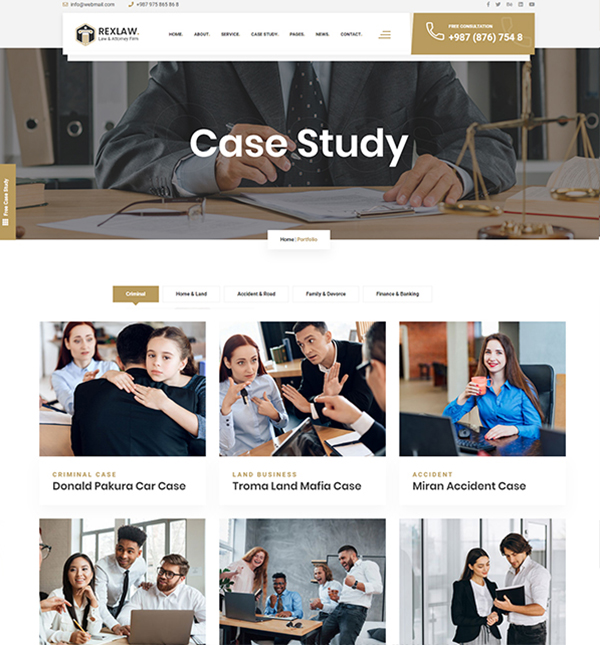 info@webmail.com +987 975 865 86 8
REXLAW.
Law & Attorney Firm
HOME. ABOUT. SERVICE. CASE STUDY. PAGES. NEWS. CONTACT.
FREE CONSULTATION
+987 (876) 754 8
Case Study
Free Case Study
Home | Portfolio
Criminal Home & Land Accident & Road Family & Devorce Finance & Banking
CRIMINAL CASE
Donald Pakura Car Case
LAND BUSINESS
Troma Land Mafia Case
ACCIDENT
Miran Accident Case